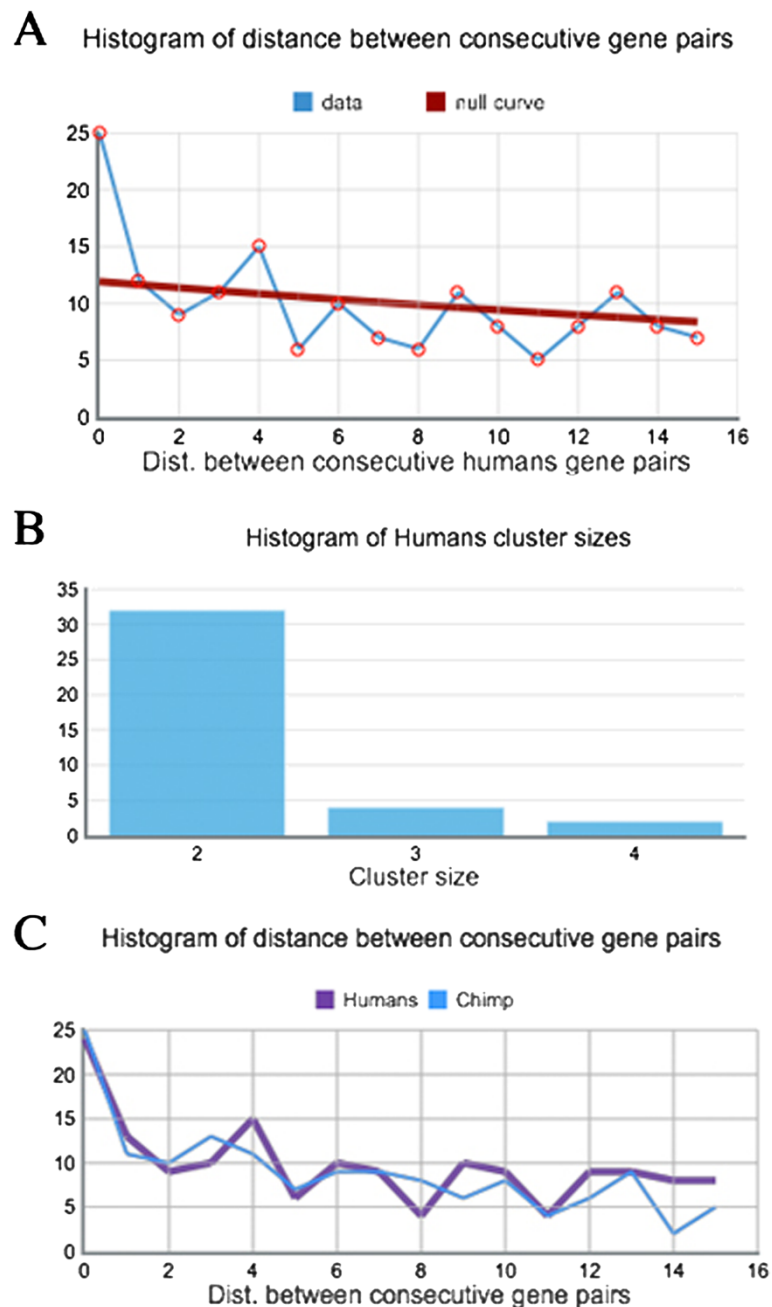 A
Histogram of distance between consecutive gene pairs
data null curve
25
20
15
10
5
0
0 2 4 6 8 10 12 14 16
Dist. between consecutive humans gene pairs
B
Histogram of Humans cluster sizes
35
30
25
20
15
10
5
0
2 3 4
Cluster size
C
Histogram of distance between consecutive gene pairs
Humans Chimp
25
20
15
10
5
0
0 2 4 6 8 10 12 14 16
Dist. between consecutive gene pairs